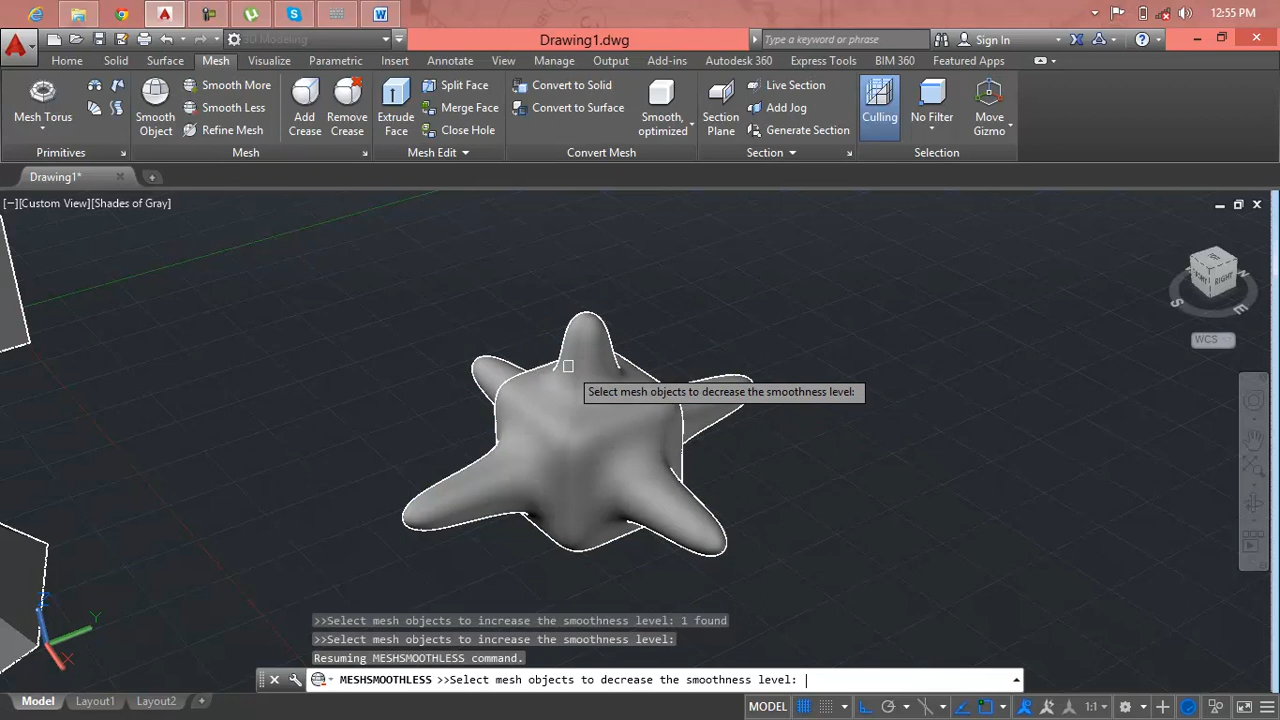 12:55 PM
3D Modeling
Drawing1.dwg
Type a keyword or phrase
Sign In
Home Solid Surface Mesh Visualize Parametric Insert Annotate View Manage Output Add-ins Autodesk 360 Express Tools BIM 360 Featured Apps
Mesh Torus
Smooth Object
Smooth More
Smooth Less
Refine Mesh
Add Crease
Remove Crease
Extrude Face
Split Face
Merge Face
Close Hole
Convert to Solid
Convert to Surface
Smooth, optimized
Section Plane
Live Section
Add Jog
Generate Section
Culling
No Filter
Move Gizmo
Primitives
Mesh
Mesh Edit
Convert Mesh
Section
Selection
Drawing1*
[−][Custom View][Shades of Gray]
RIGHT
S
E
WCS
Select mesh objects to decrease the smoothness level:
Z
Y
X
>>Select mesh objects to increase the smoothness level: 1 found
>>Select mesh objects to increase the smoothness level:
Resuming MESHSMOOTHLESS command.
MESHSMOOTHLESS >>Select mesh objects to decrease the smoothness level:
Model Layout1 Layout2
MODEL
1:1